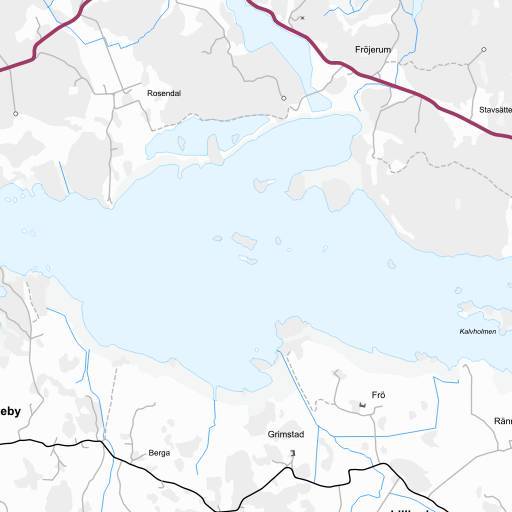 Fröjerum
Rosendal
Stavsätte
Kalvholmen
Frö
eby
Ränn
Grimstad
Berga